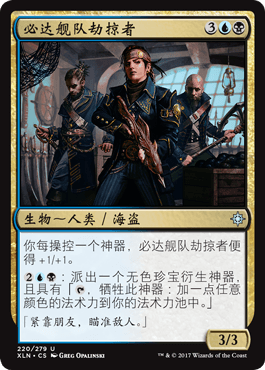 必达舰队劫掠者 3
生物～人类／海盗
你每操控一个神器，必达舰队劫掠者便
得 +1/+1。
2：派出一个无色珍宝衍生神器，
且具有「，牺牲此神器：加一点任意
颜色的法术力到你的法术力池中。」
「紧靠朋友，瞄准敌人。」
3/3
220/279 U
XLN • CS GREG OPALINSKI
™ & © 2017 Wizards of the Coast